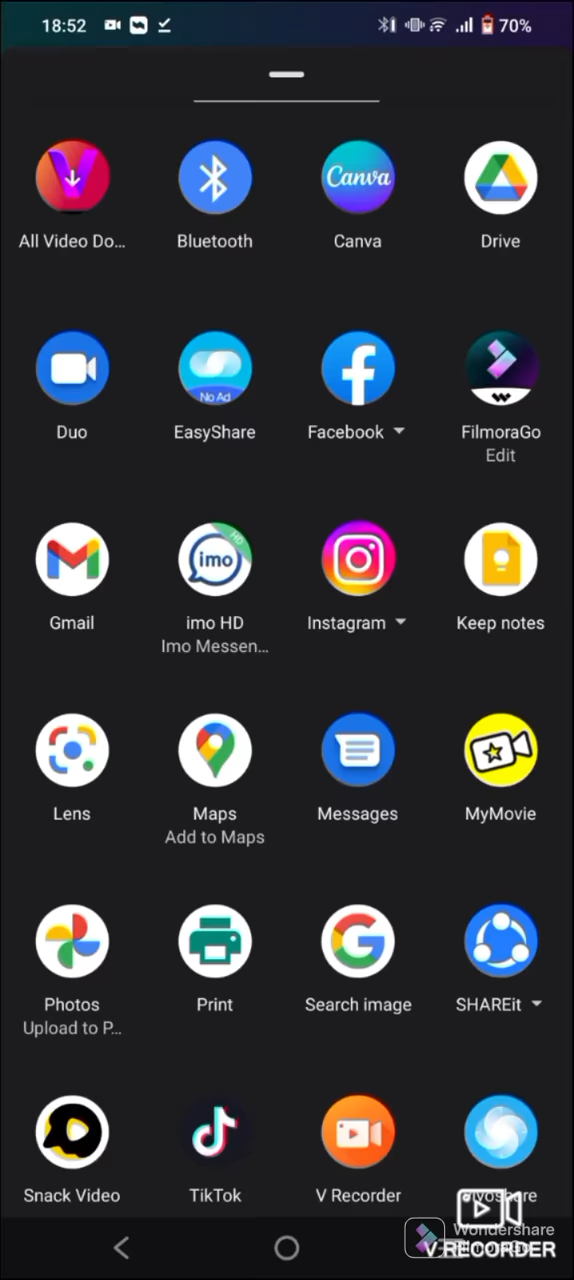 18:52
70%
All Video Do...
Bluetooth
Canva
Canva
Drive
No Ad
Duo
EasyShare
Facebook
FilmoraGo
Edit
HD
imo
Gmail
imo HD
Instagram
Keep notes
Imo Messen...
Lens
Maps
Messages
MyMovie
Add to Maps
Photos
Print
Search image
SHAREit
Upload to P...
Snack Video
TikTok
V Recorder
Wondershare
V RECORDER